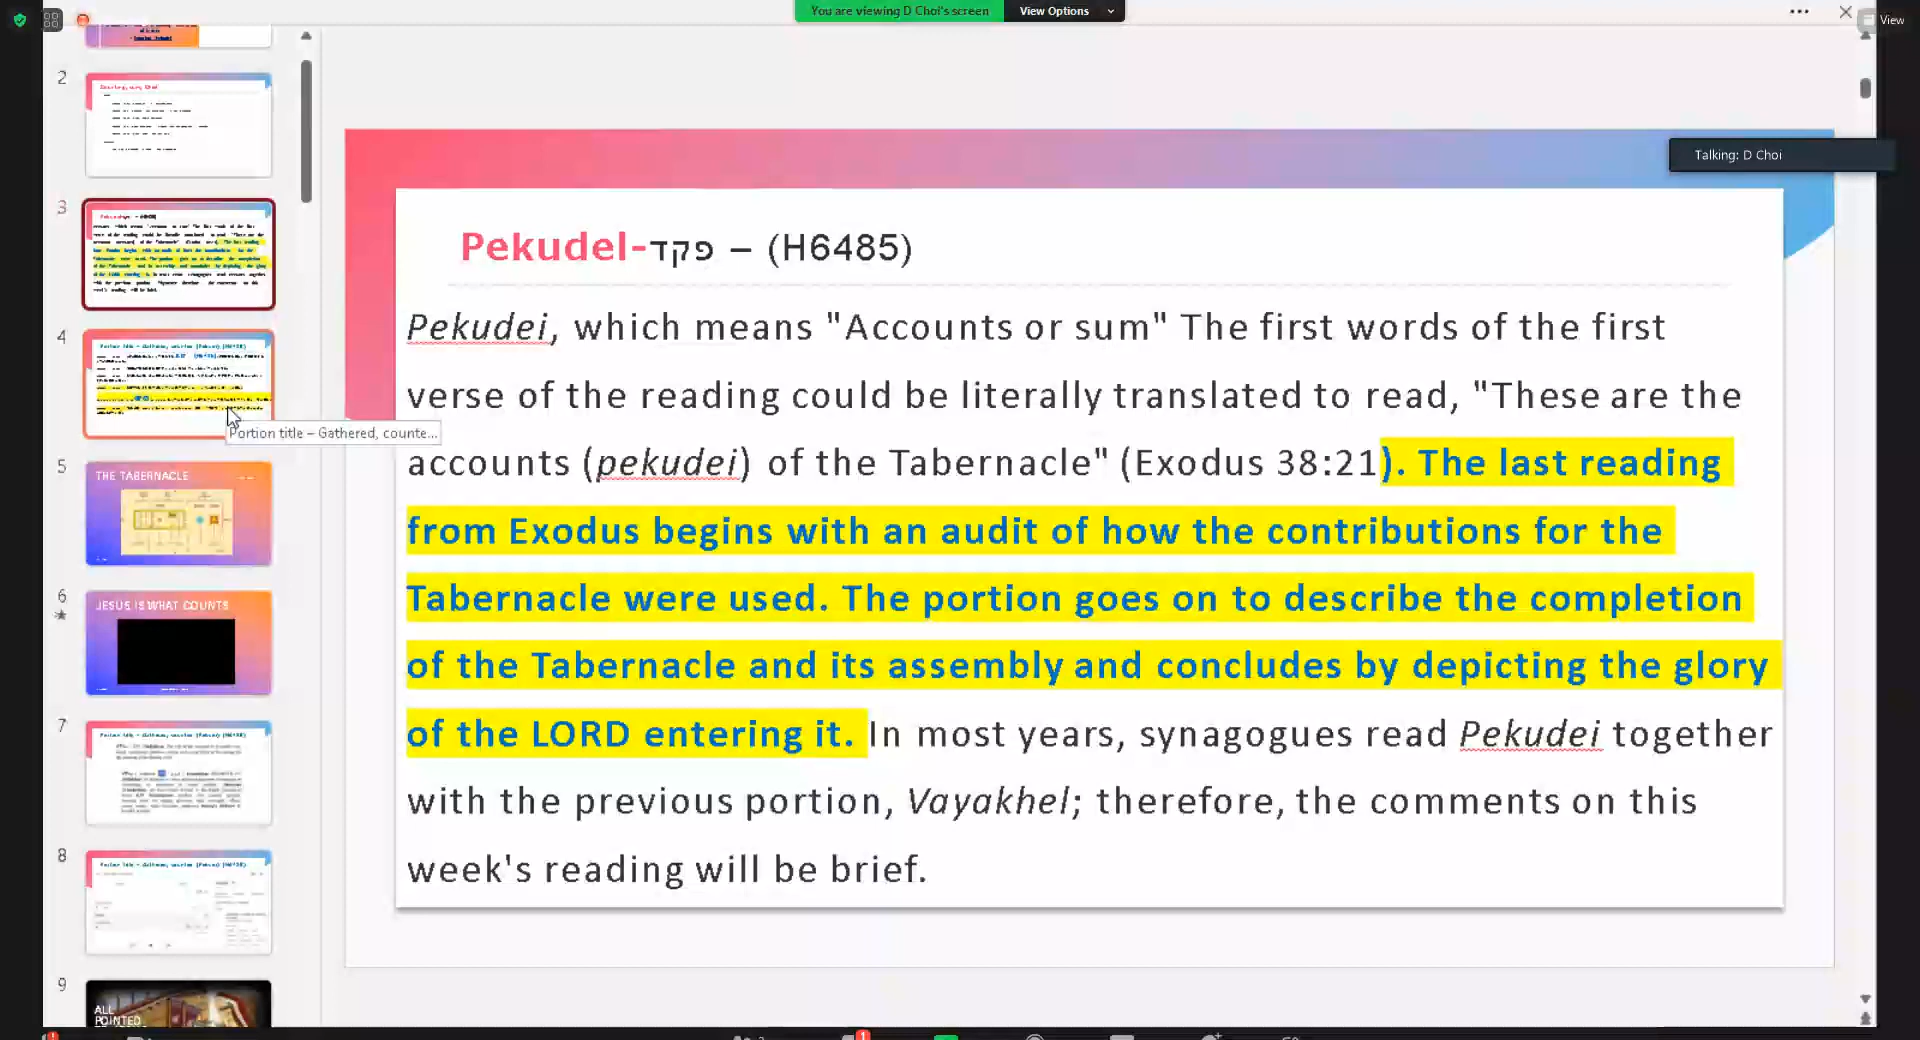 You are viewing D Choi's screen
View Options
View
Talking: D Choi
2
3
4
Portion title – Gathered, counte...
5
THE TABERNACLE
6
JESUS IS WHAT COUNTS
7
8
9
ALL
POINTED
Pekudel-פקד – (H6485)
Pekudei, which means "Accounts or sum" The first words of the first
verse of the reading could be literally translated to read, "These are the
accounts (pekudei) of the Tabernacle" (Exodus 38:21). The last reading
from Exodus begins with an audit of how the contributions for the
Tabernacle were used. The portion goes on to describe the completion
of the Tabernacle and its assembly and concludes by depicting the glory
of the LORD entering it. In most years, synagogues read Pekudei together
with the previous portion, Vayakhel; therefore, the comments on this
week's reading will be brief.